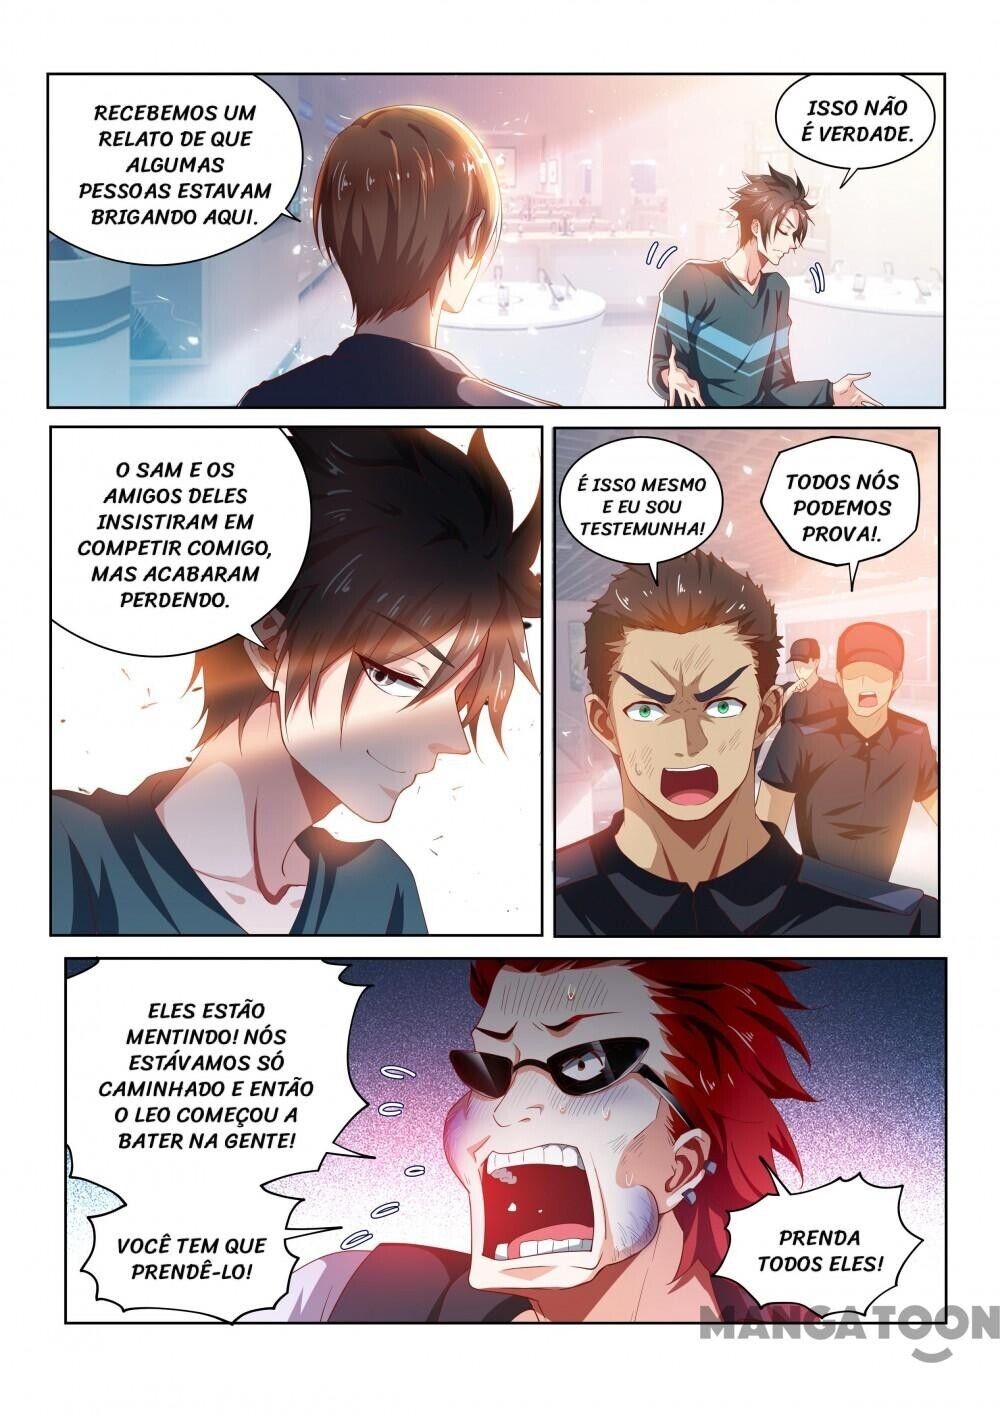 RECEBEMOS UM
RELATO DE QUE
ALGUMAS
PESSOAS ESTAVAM
BRIGANDO AQUI.
ISSO NÃO
É VERDADE.
O SAM E OS
AMIGOS DELES
INSISTIRAM EM
COMPETIR COMIGO,
MAS ACABARAM
PERDENDO.
É ISSO MESMO
E EU SOU
TESTEMUNHA!
TODOS NÓS
PODEMOS
PROVA!.
ELES ESTÃO
MENTINDO! NÓS
ESTÁVAMOS SÓ
CAMINHADO E ENTÃO
O LEO COMEÇOU A
BATER NA GENTE!
VOCÊ TEM QUE
PRENDÊ-LO!
PRENDA
TODOS ELES!
MANGATOON